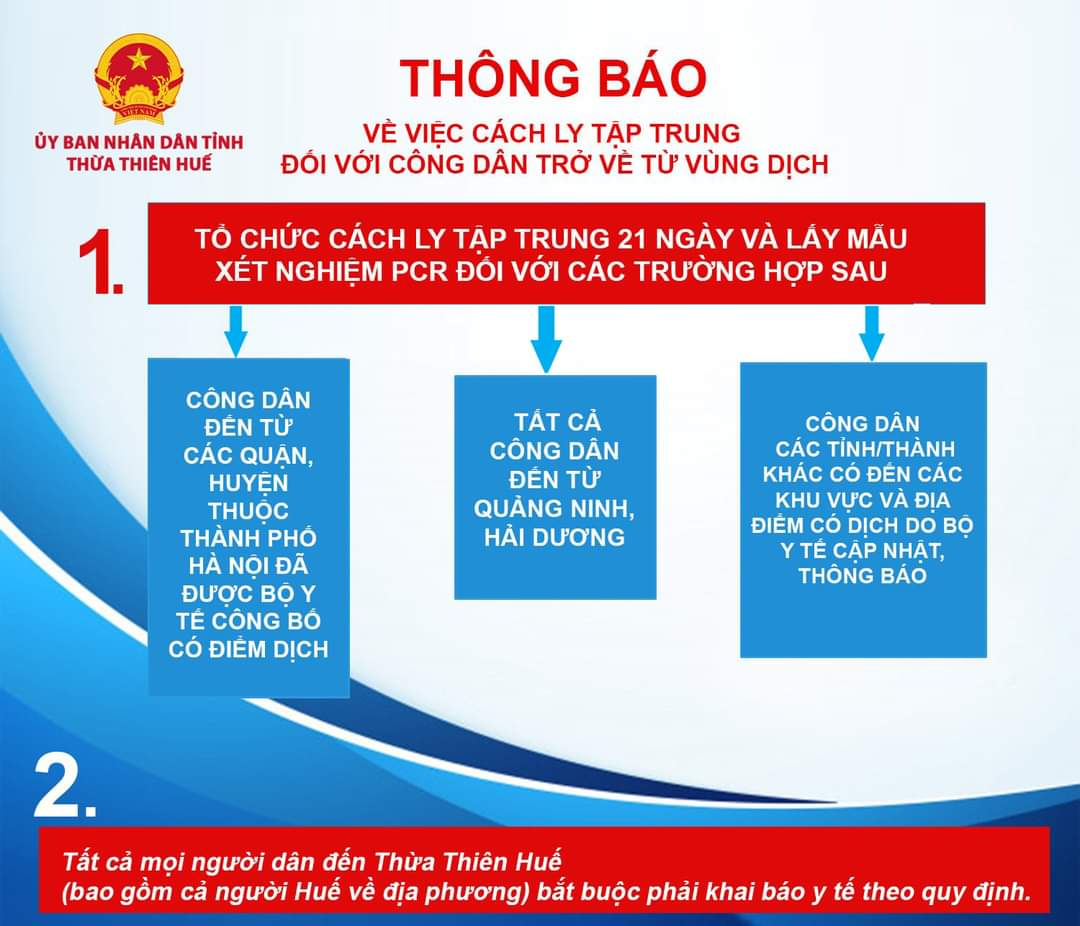 VIỆT NAM
ỦY BAN NHÂN DÂN TỈNH
THỪA THIÊN HUẾ
THÔNG BÁO
VỀ VIỆC CÁCH LY TẬP TRUNG
ĐỐI VỚI CÔNG DÂN TRỞ VỀ TỪ VÙNG DỊCH
1.
TỔ CHỨC CÁCH LY TẬP TRUNG 21 NGÀY VÀ LẤY MẪU
XÉT NGHIỆM PCR ĐỐI VỚI CÁC TRƯỜNG HỢP SAU
CÔNG DÂN
ĐẾN TỪ
CÁC QUẬN,
HUYỆN
THUỘC
THÀNH PHỐ
HÀ NỘI ĐÃ
ĐƯỢC BỘ Y
TẾ CÔNG BỐ
CÓ ĐIỂM DỊCH
TẤT CẢ
CÔNG DÂN
ĐẾN TỪ
QUẢNG NINH,
HẢI DƯƠNG
CÔNG DÂN
CÁC TỈNH/THÀNH
KHÁC CÓ ĐẾN CÁC
KHU VỰC VÀ ĐỊA
ĐIỂM CÓ DỊCH DO BỘ
Y TẾ CẬP NHẬT,
THÔNG BÁO
2.
Tất cả mọi người dân đến Thừa Thiên Huế
(bao gồm cả người Huế về địa phương) bắt buộc phải khai báo y tế theo quy định.